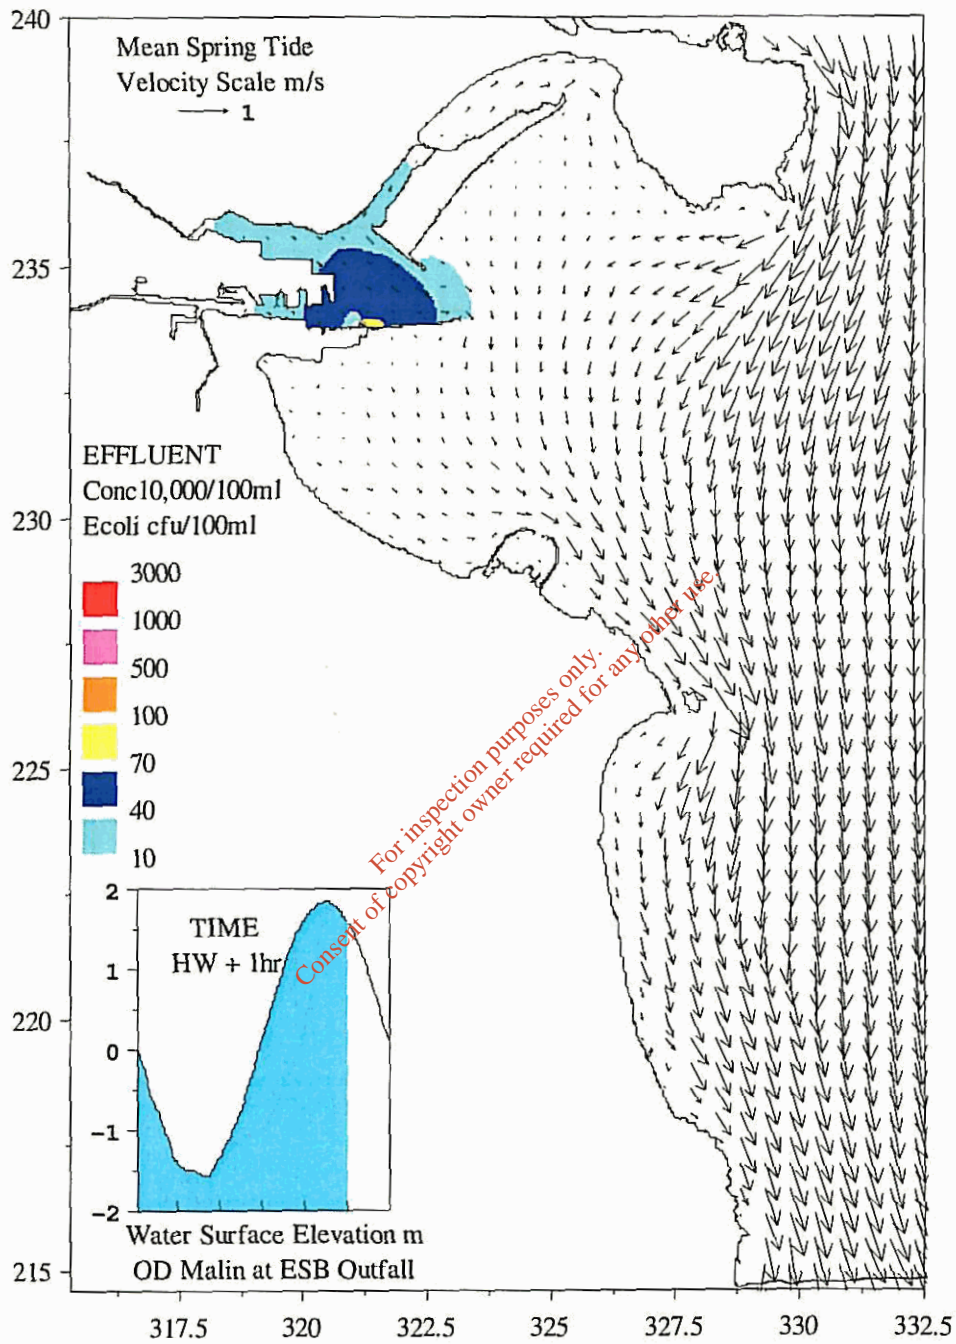 240
Mean Spring Tide
Velocity Scale m/s
1
235
EFFLUENT
Conc10,000/100ml
Ecoli cfu/100ml
230
3000
1000
500
100
70
40
10
225
For inspection purposes only.
Consent of copyright owner required for any other use.
2
TIME
HW + 1hr
1
0
-1
-2
220
Water Surface Elevation m
OD Malin at ESB Outfall
215
317.5
320
322.5
325
327.5
330
332.5